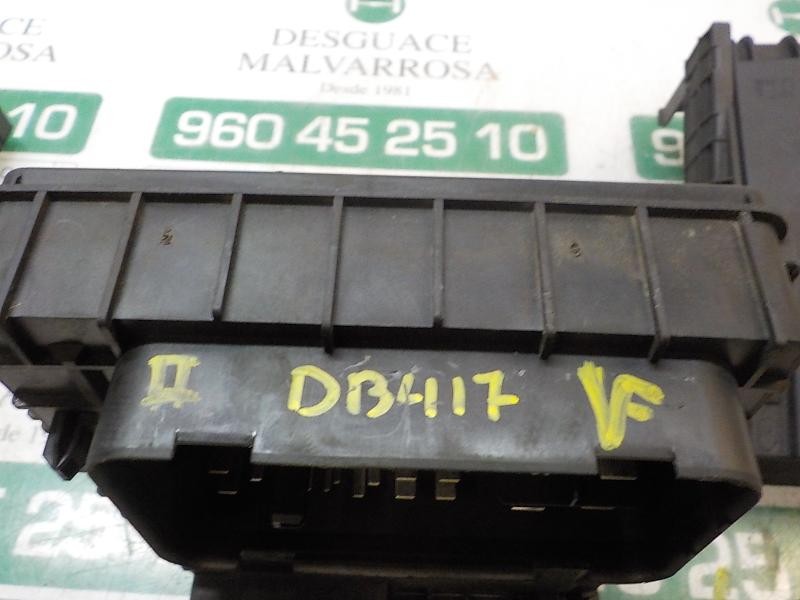 DESGUACE
MALVARROSA
Desde 1981
960 45 25 10
II DB417 VF